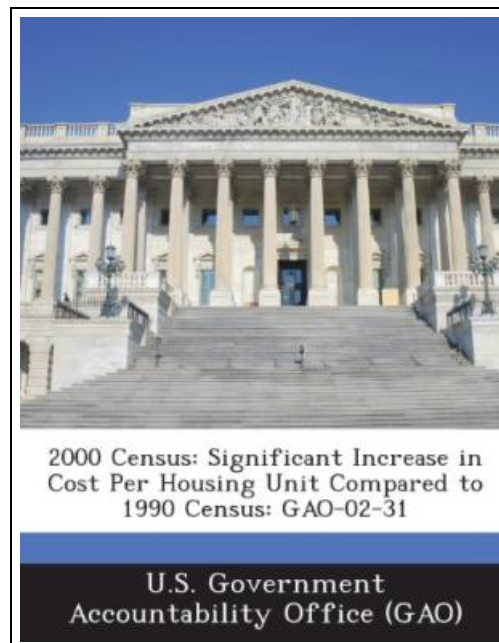 2000 Census: Significant Increase in
Cost Per Housing Unit Compared to
1990 Census: GAO-02-31
U.S. Government
Accountability Office (GAO)